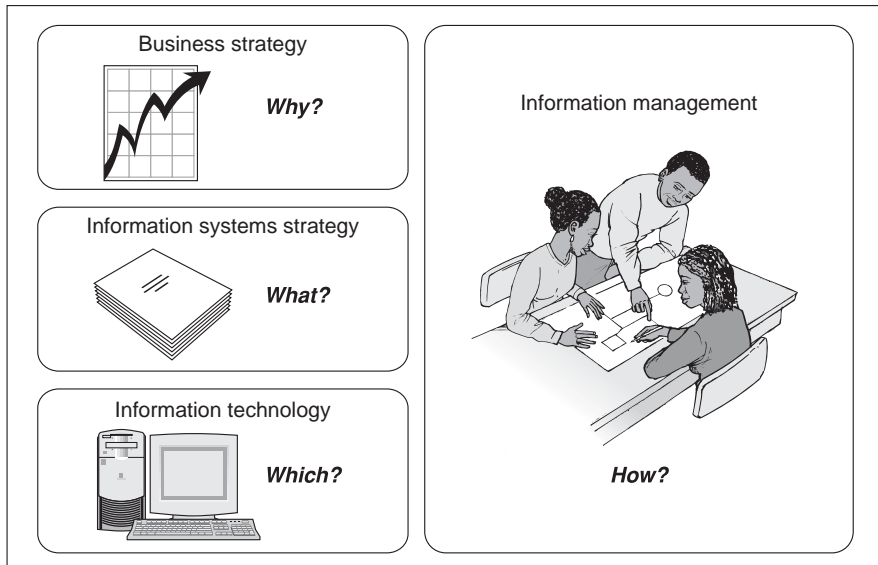 Business strategy
Why?
Information systems strategy
What?
Information technology
Which?
Information management
How?